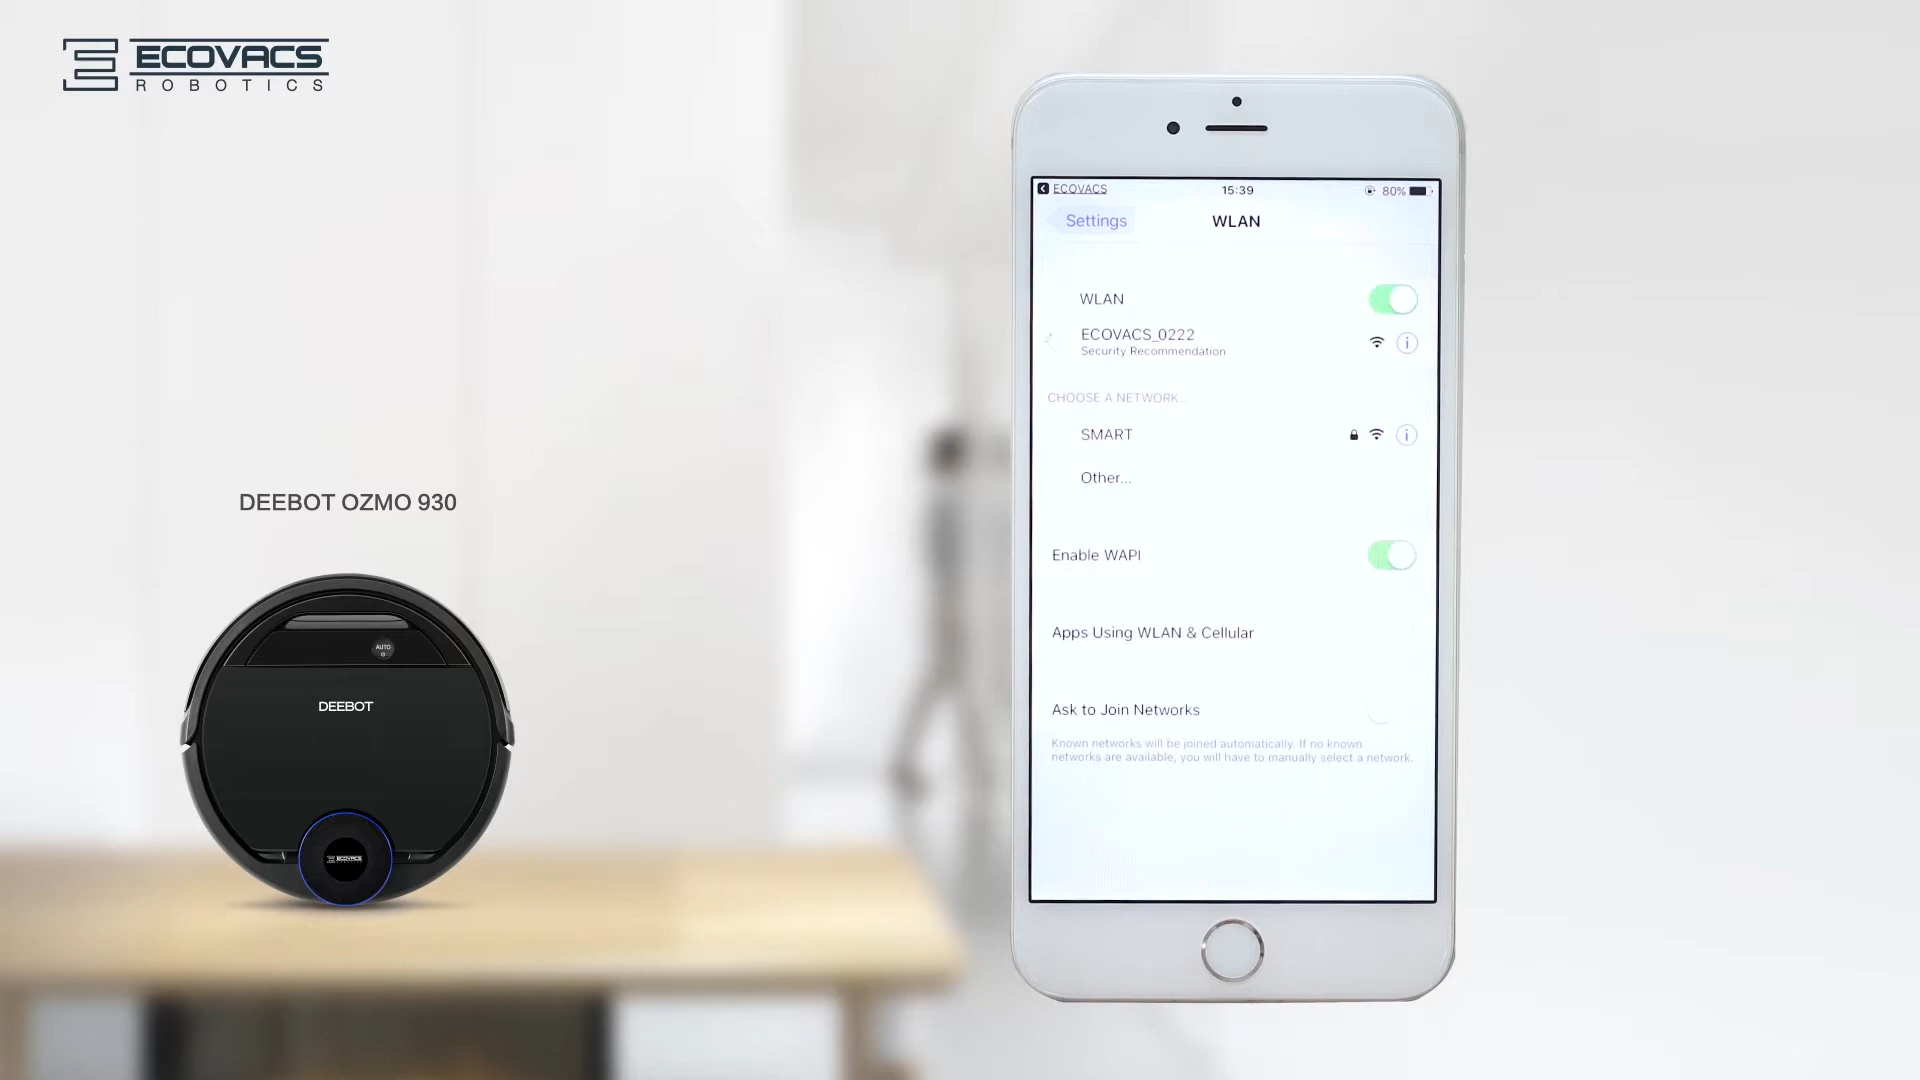 ECOVACS
ROBOTICS
DEEBOT OZMO 930
AUTO
DEEBOT
ECOVACS
ECOVACS
15:39
80%
Settings
WLAN
WLAN
ECOVACS_0222
Security Recommendation
CHOOSE A NETWORK...
SMART
Other...
Enable WAPI
Apps Using WLAN & Cellular
Ask to Join Networks
Known networks will be joined automatically. If no known
networks are available, you will have to manually select a network.